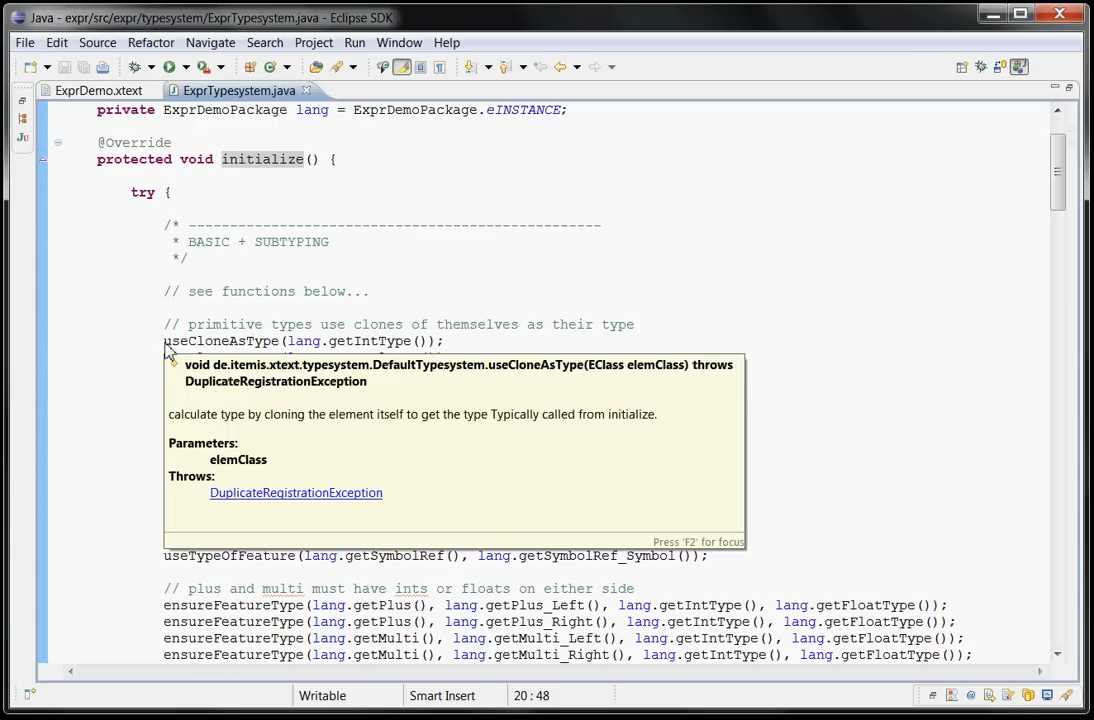 Java - expr/src/expr/typesystem/ExprTypesystem.java - Eclipse SDK
File Edit Source Refactor Navigate Search Project Run Window Help
ExprDemo.xtext ExprTypesystem.java
private ExprDemoPackage lang = ExprDemoPackage.eINSTANCE;
@Override
protected void initialize() {
try {
/* --------------------------------------------------
* BASIC + SUBTYPING
*/
// see functions below...
// primitive types use clones of themselves as their type
useCloneAsType(lang.getIntType());
void de.itemis.xtext.typesystem.DefaultTypesystem.useCloneAsType(EClass elemClass) throws
DuplicateRegistrationException
calculate type by cloning the element itself to get the type Typically called from initialize.
Parameters:
elemClass
Throws:
DuplicateRegistrationException
Press 'F2' for focus
useTypeOfFeature(lang.getSymbolRef(), lang.getSymbolRef_Symbol());
// plus and multi must have ints or floats on either side
ensureFeatureType(lang.getPlus(), lang.getPlus_Left(), lang.getIntType(), lang.getFloatType());
ensureFeatureType(lang.getPlus(), lang.getPlus_Right(), lang.getIntType(), lang.getFloatType());
ensureFeatureType(lang.getMulti(), lang.getMulti_Left(), lang.getIntType(), lang.getFloatType());
ensureFeatureType(lang.getMulti(), lang.getMulti_Right(), lang.getIntType(), lang.getFloatType());
Writable Smart Insert 20 : 48